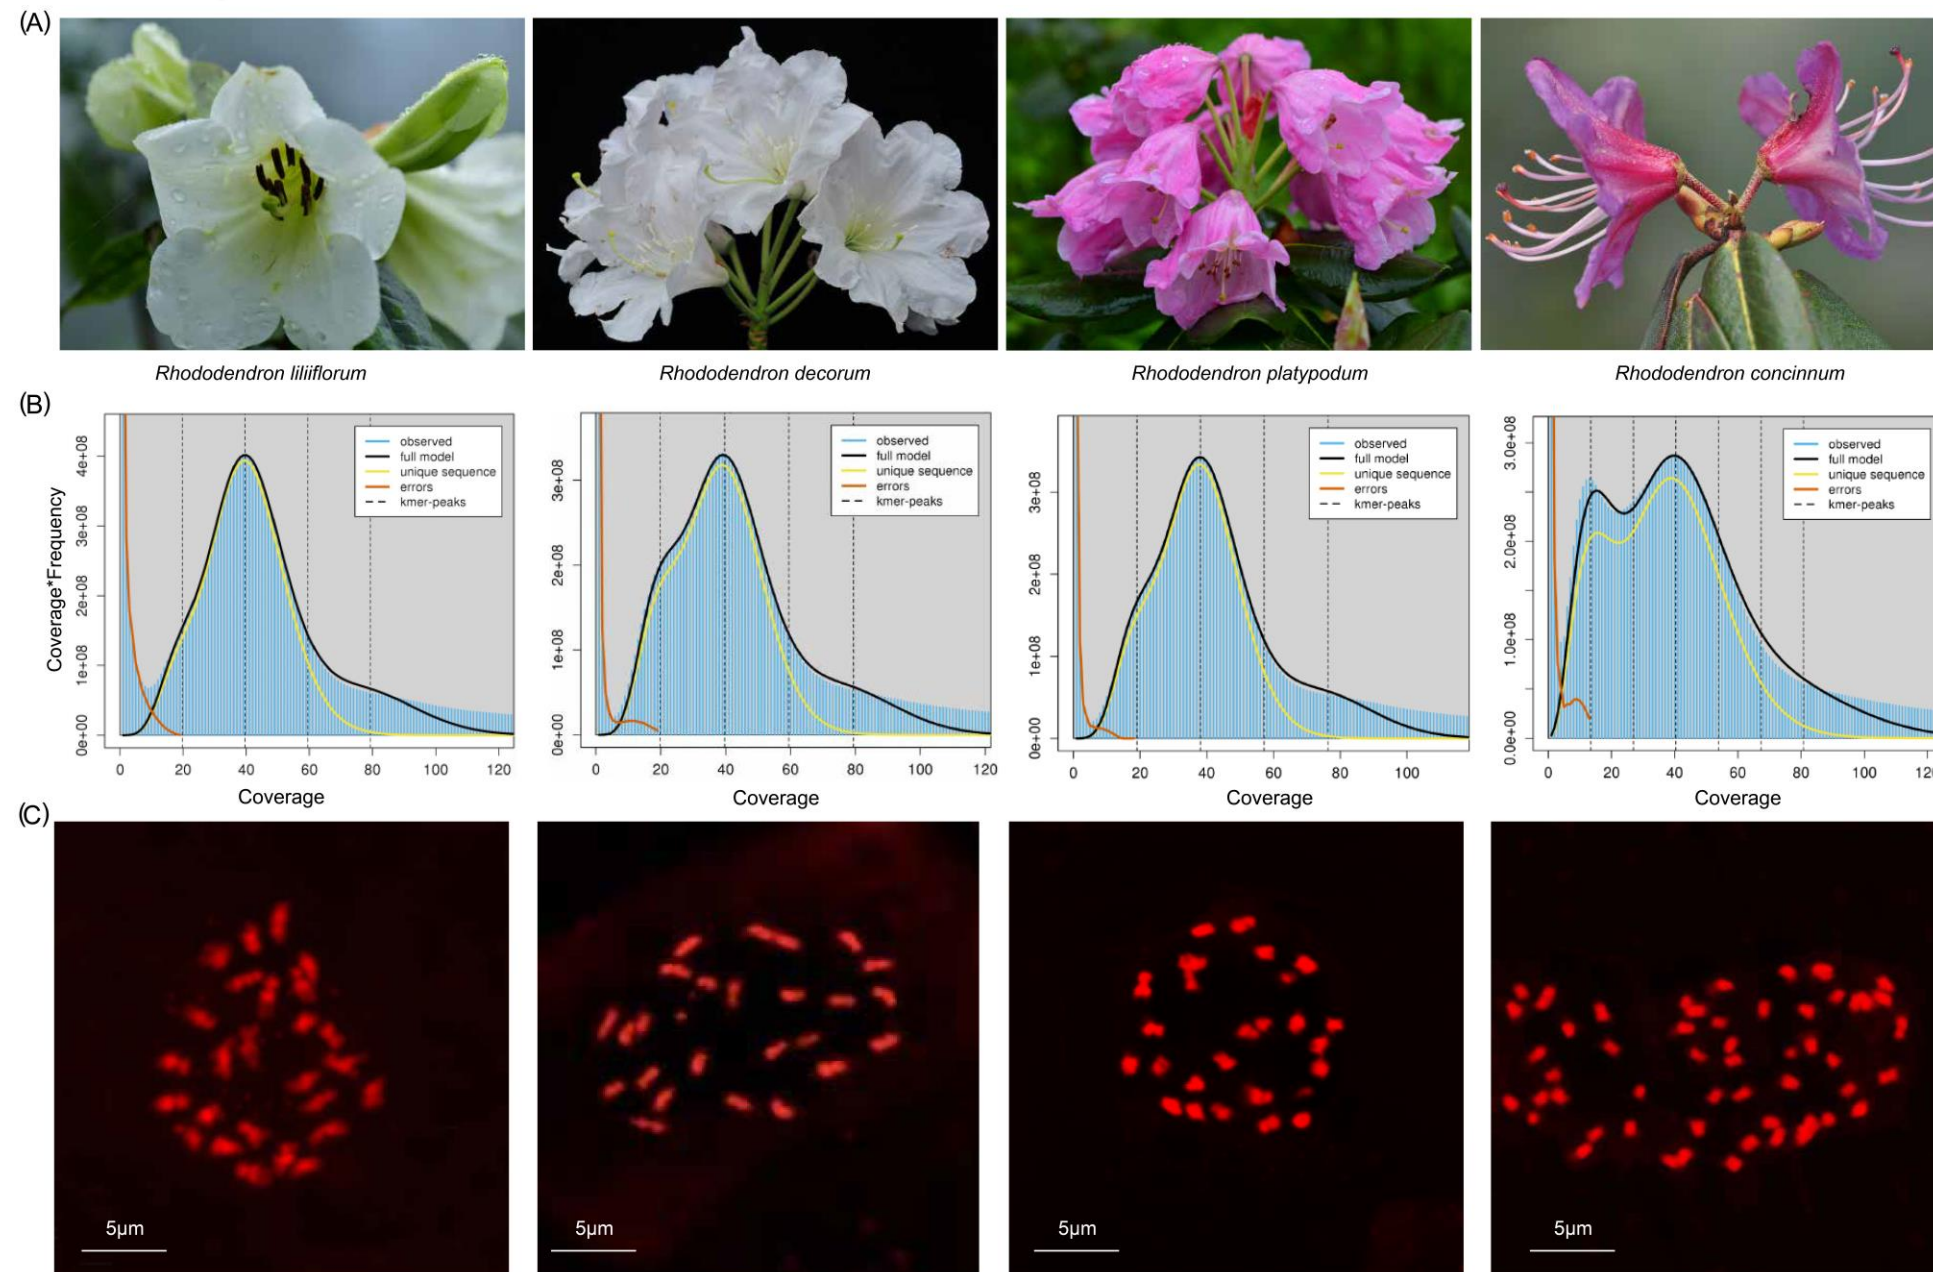 (A)
Rhododendron liliiflorum
Rhododendron decorum
Rhododendron platypodum
Rhododendron concinnum
(B)
Coverage*Frequency
0e+00
1e+08
2e+08
3e+08
4e+08
observed
full model
unique sequence
errors
kmer-peaks
0 20 40 60 80 100 120
Coverage
0e+00
1e+08
2e+08
3e+08
observed
full model
unique sequence
errors
kmer-peaks
0 20 40 60 80 100 120
Coverage
0e+00
1e+08
2e+08
3e+08
observed
full model
unique sequence
errors
kmer-peaks
0 20 40 60 80 100
Coverage
0.0e+00
1.0e+08
2.0e+08
3.0e+08
observed
full model
unique sequence
errors
kmer-peaks
0 20 40 60 80 100
Coverage
(C)
5μm
5μm
5μm
5μm